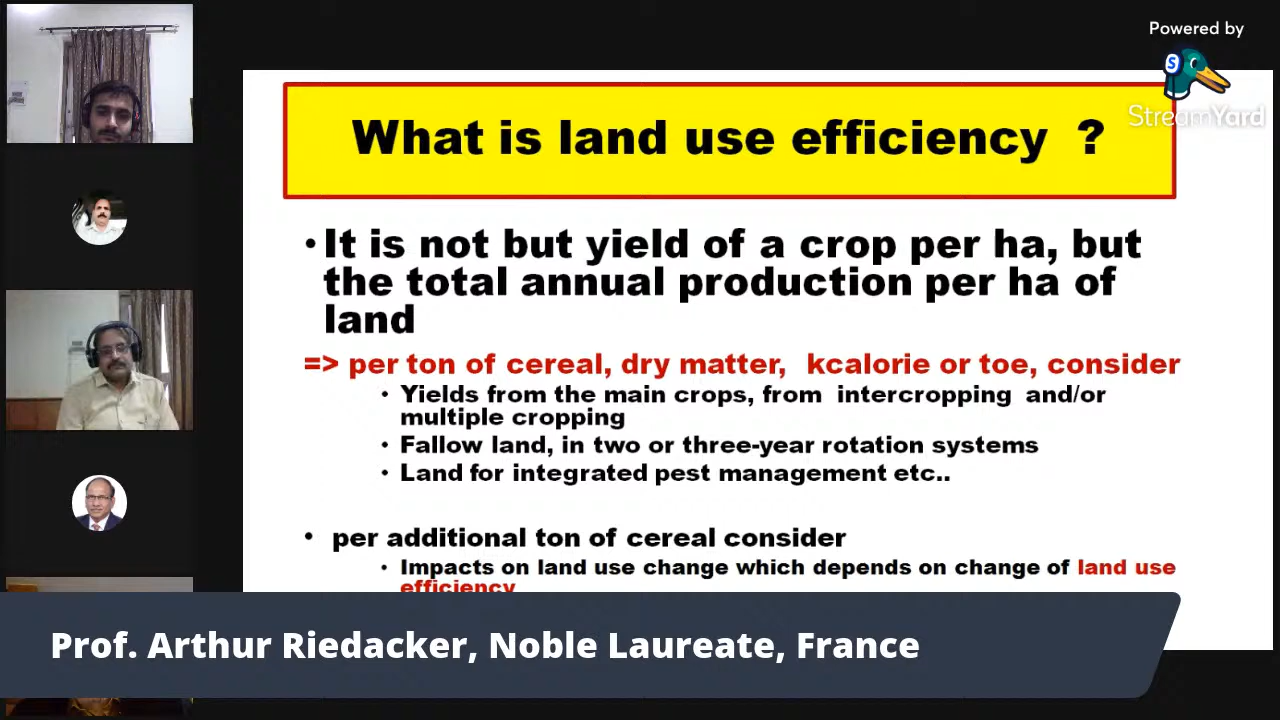 Powered by
S
StreamYard
What is land use efficiency ?
•It is not but yield of a crop per ha, but
the total annual production per ha of
land
=> per ton of cereal, dry matter, kcalorie or toe, consider
• Yields from the main crops, from intercropping and/or
multiple cropping
• Fallow land, in two or three-year rotation systems
• Land for integrated pest management etc..
• per additional ton of cereal consider
• Impacts on land use change which depends on change of land use
efficiency
Prof. Arthur Riedacker, Noble Laureate, France